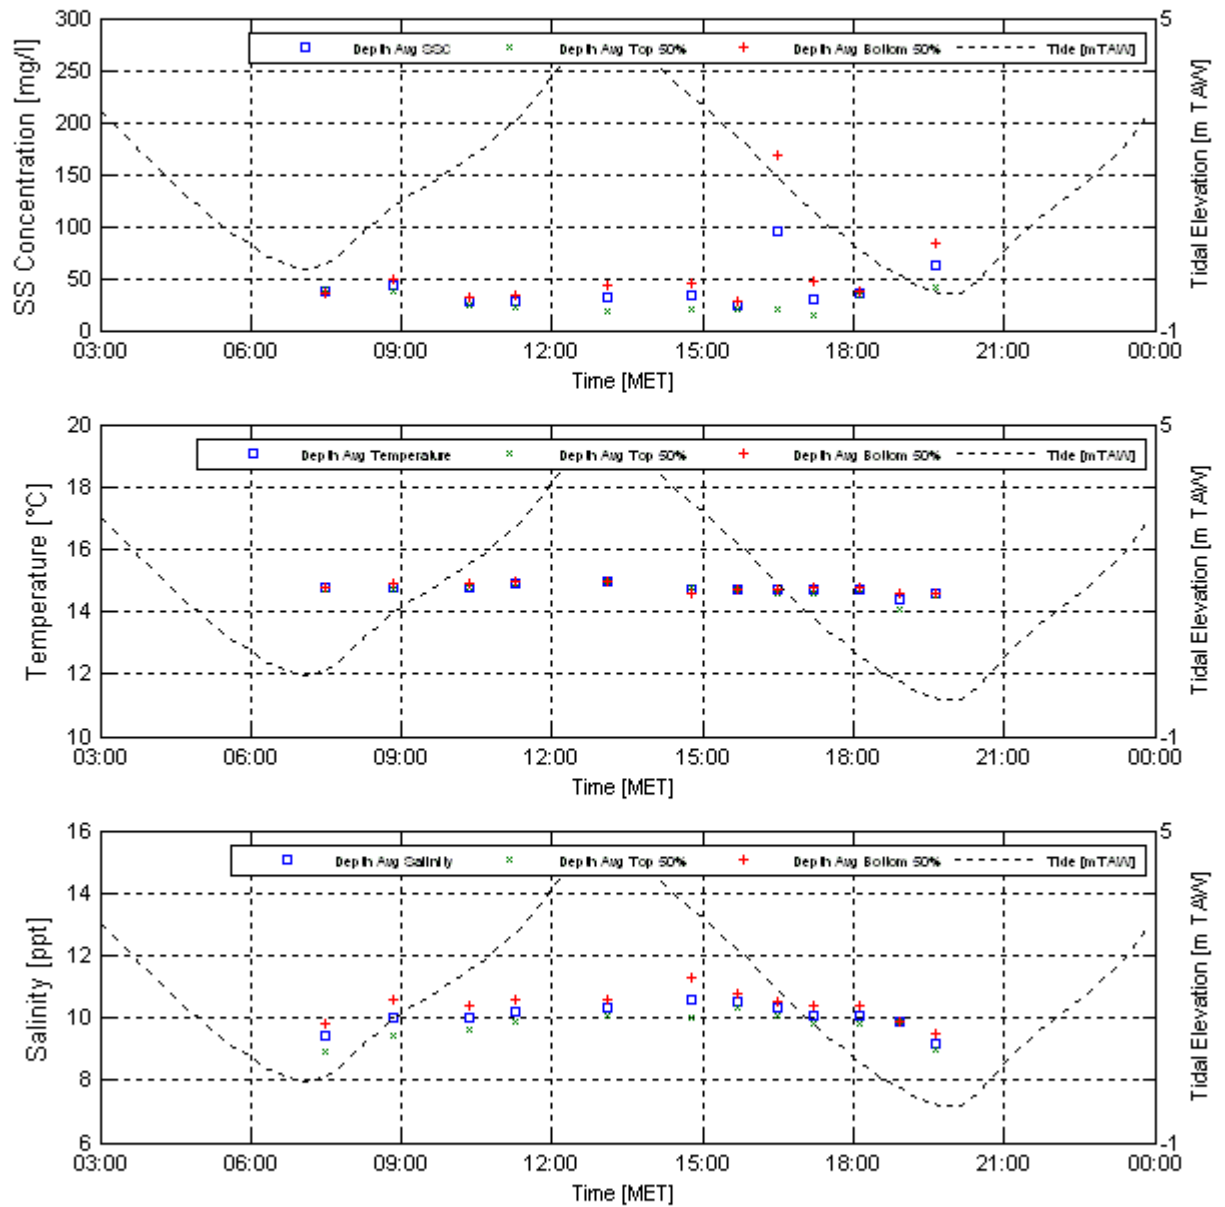 300
250
200
150
100
50
0
SS Concentration [mg/l]
Depth Avg SSC Depth Avg Top 50% Depth Avg Bottom 50% Tide [mTAW]
5
-1
Tidal Elevation [m TAW]
03:00 06:00 09:00 12:00 15:00 18:00 21:00 00:00
Time [MET]
20
18
16
14
12
10
Temperature [°C]
Depth Avg Temperature Depth Avg Top 50% Depth Avg Bottom 50% Tide [mTAW]
5
-1
Tidal Elevation [m TAW]
03:00 06:00 09:00 12:00 15:00 18:00 21:00 00:00
Time [MET]
16
14
12
10
8
6
Salinity [ppt]
Depth Avg Salinity Depth Avg Top 50% Depth Avg Bottom 50% Tide [mTAW]
5
-1
Tidal Elevation [m TAW]
03:00 06:00 09:00 12:00 15:00 18:00 21:00 00:00
Time [MET]